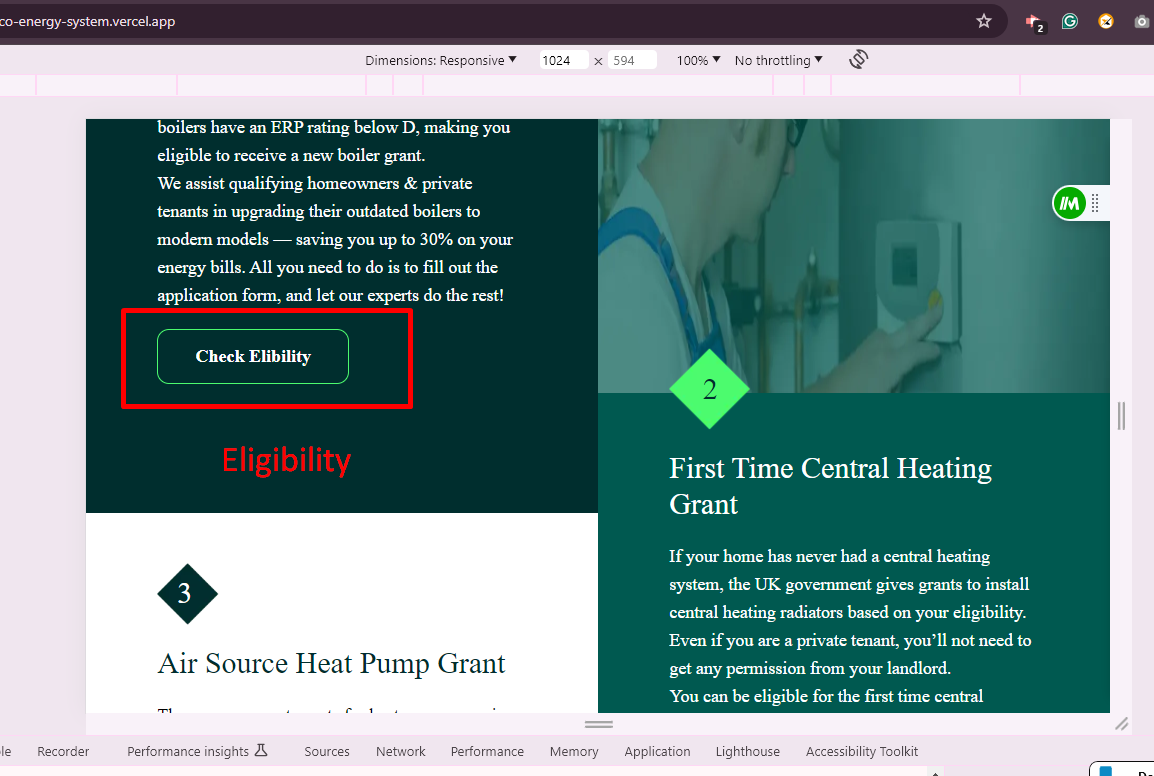 co-energy-system.vercel.app
2
Dimensions: Responsive
1024 × 594
100%
No throttling
boilers have an ERP rating below D, making you
eligible to receive a new boiler grant.
We assist qualifying homeowners & private
tenants in upgrading their outdated boilers to
modern models — saving you up to 30% on your
energy bills. All you need to do is to fill out the
application form, and let our experts do the rest!
Check Elibility
Eligibility
2
First Time Central Heating
Grant
If your home has never had a central heating
system, the UK government gives grants to install
central heating radiators based on your eligibility.
Even if you are a private tenant, you’ll not need to
get any permission from your landlord.
You can be eligible for the first time central
3
Air Source Heat Pump Grant
Recorder
Performance insights
Sources
Network
Performance
Memory
Application
Lighthouse
Accessibility Toolkit